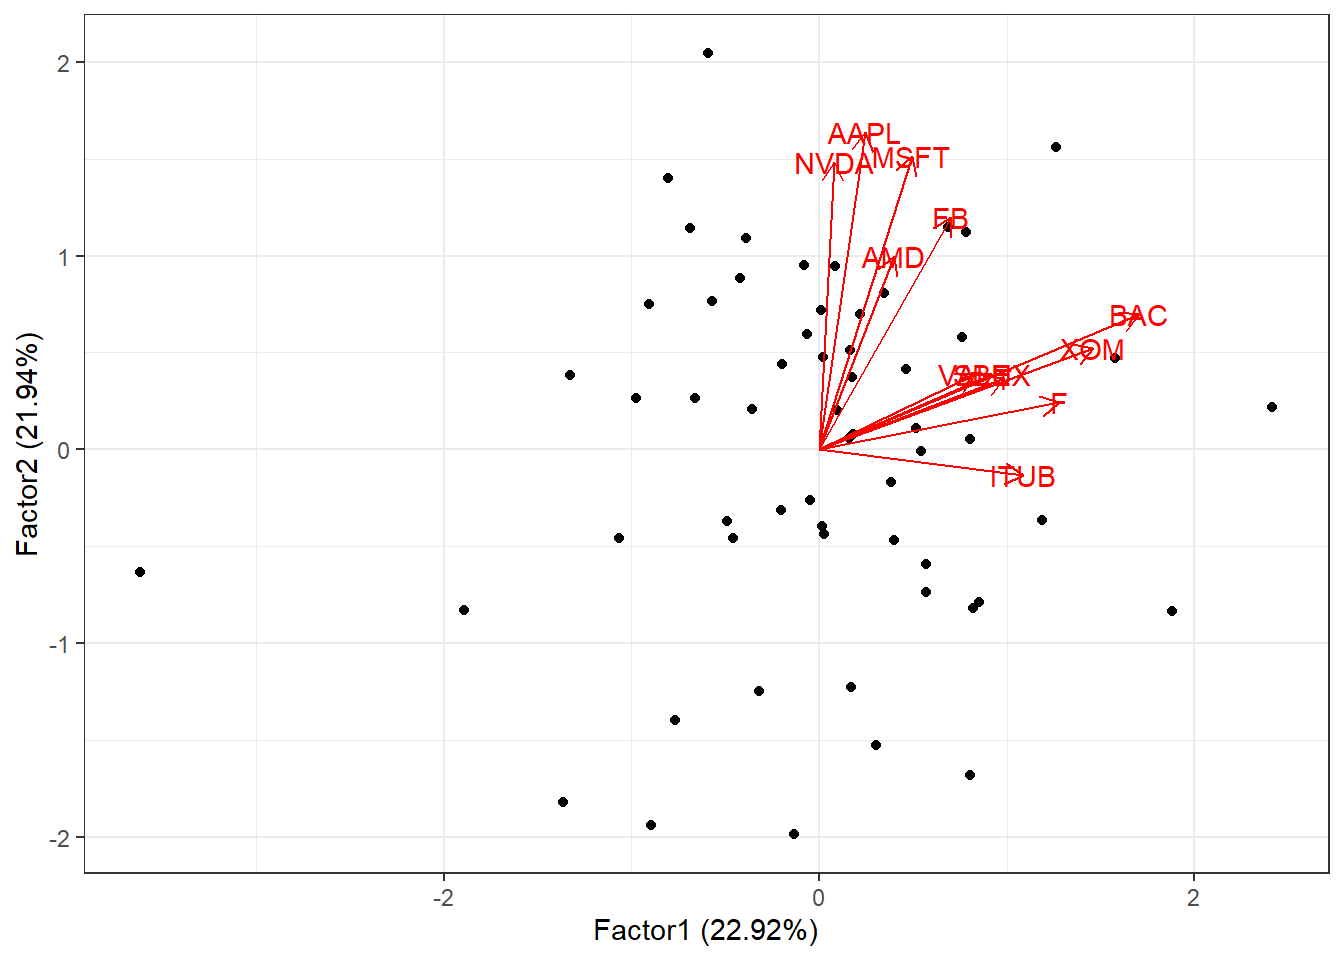 2
AAPL
MSFT
NVDA
FB
1
AMD
BAC
XOM
F
0
ITUB
-1
-2
-2
0
2
Factor1 (22.92%)
Factor2 (21.94%)